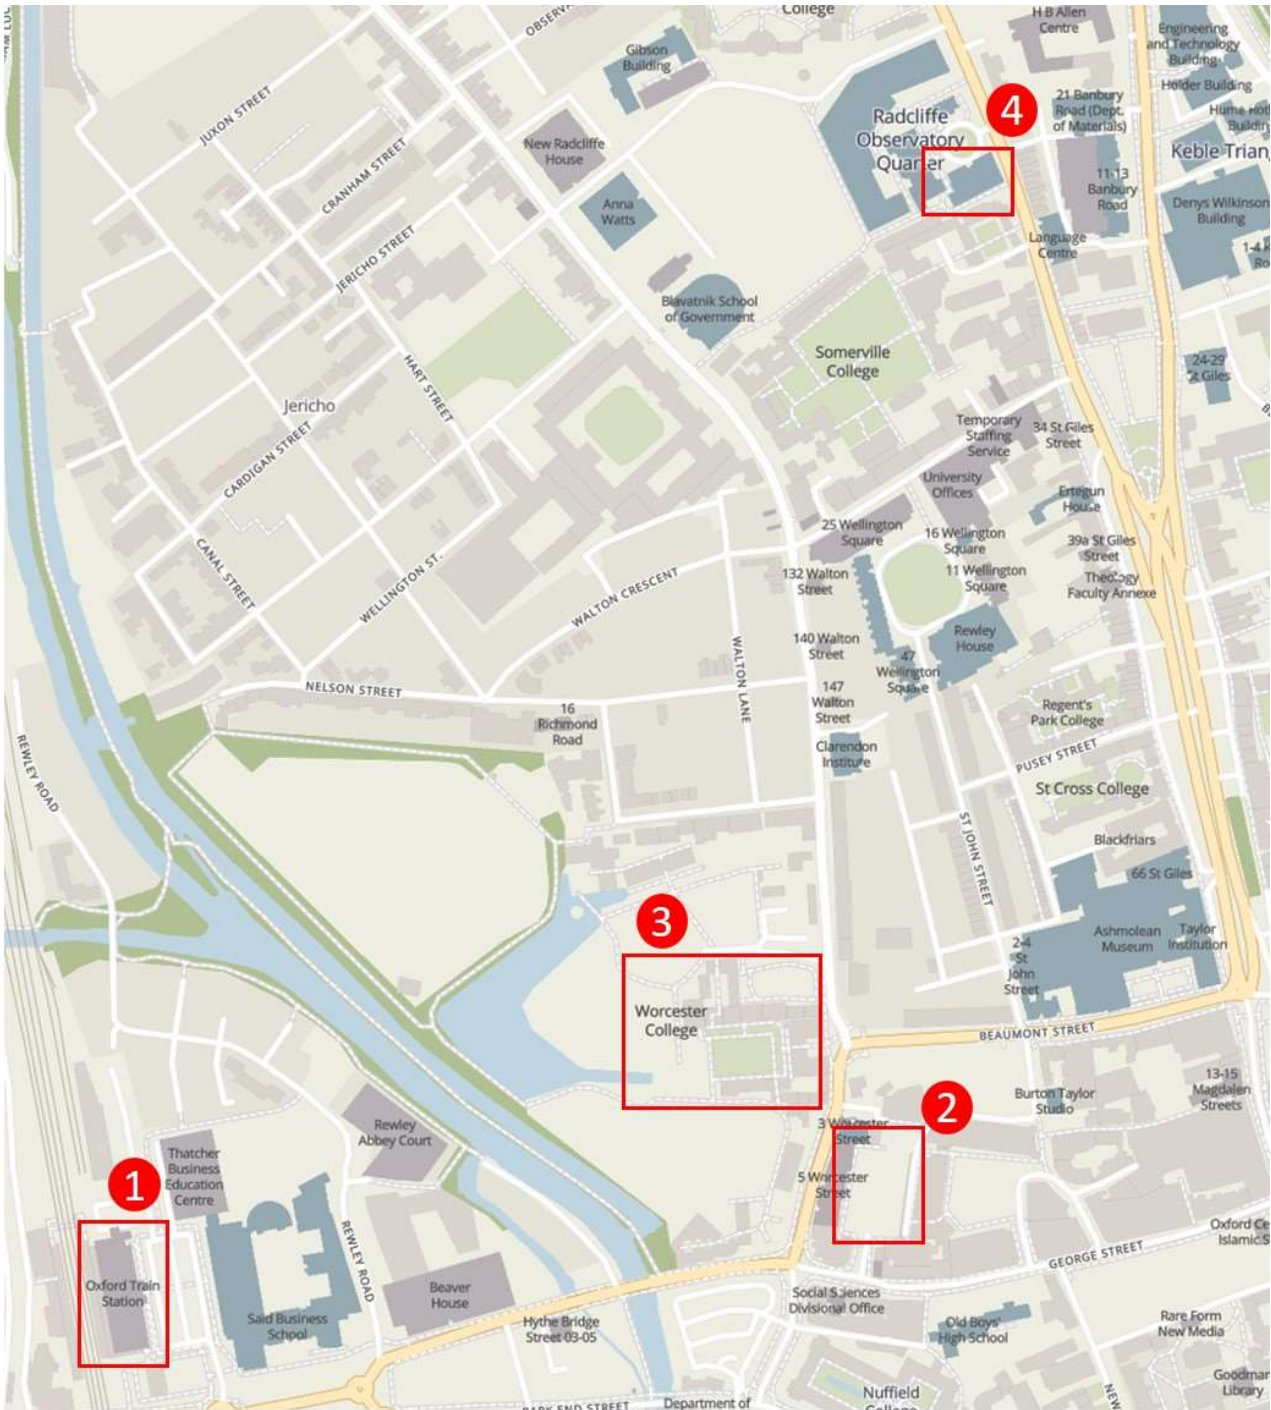 College
H B Allen
Centre
Engineering
and Technology
Building
Gibson
Building
Holder Building
JUXON STREET
Radcliffe
Observatory
Quarter
4
21 Banbury
Road (Dept.
of Materials)
Keble
New Radcliffe
House
CRANHAM STREET
11-13
Banbury
Road
Anna
Watts
Denys Wilkinson
Building
JERICHO STREET
Language
Centre
Blavatnik School
of Government
Somerville
College
24-29
St Giles
HART STREET
Jericho
CARDIGAN STREET
Temporary
Staffing
Service
34 St Giles
Street
University
Offices
Ertegun
House
25 Wellington
Square
16 Wellington
Square
39a St Giles
Street
CANAL STREET
WELLINGTON ST.
WALTON CRESCENT
132 Walton
Street
11 Wellington
Square
Theology
Faculty Annexe
140 Walton
Street
Rewley
House
WALTON LANE
47
Wellington
Square
NELSON STREET
147
Walton
Street
16
Richmond
Road
Regent's
Park College
REWLEY ROAD
Clarendon
Institute
PUSEY STREET
St Cross College
ST JOHN STREET
Blackfriars
66 St Giles
3
Ashmolean
Museum
Taylor
Institution
2-4
St
John
Street
Worcester
College
BEAUMONT STREET
13-15
Magdalen
Streets
2
Burton Taylor
Studio
Rewley
Abbey Court
3 Worcester
Street
Thatcher
Business
Education
Centre
1
5 Worcester
Street
REWLEY ROAD
GEORGE STREET
Oxford Train
Station
Beaver
House
Social Sciences
Divisional Office
Said Business
School
Hythe Bridge
Street 03-05
Old Boys'
High School
Rare Form
New Media
Library
Nuffield
College
PARK END STREET
Department of
NEW